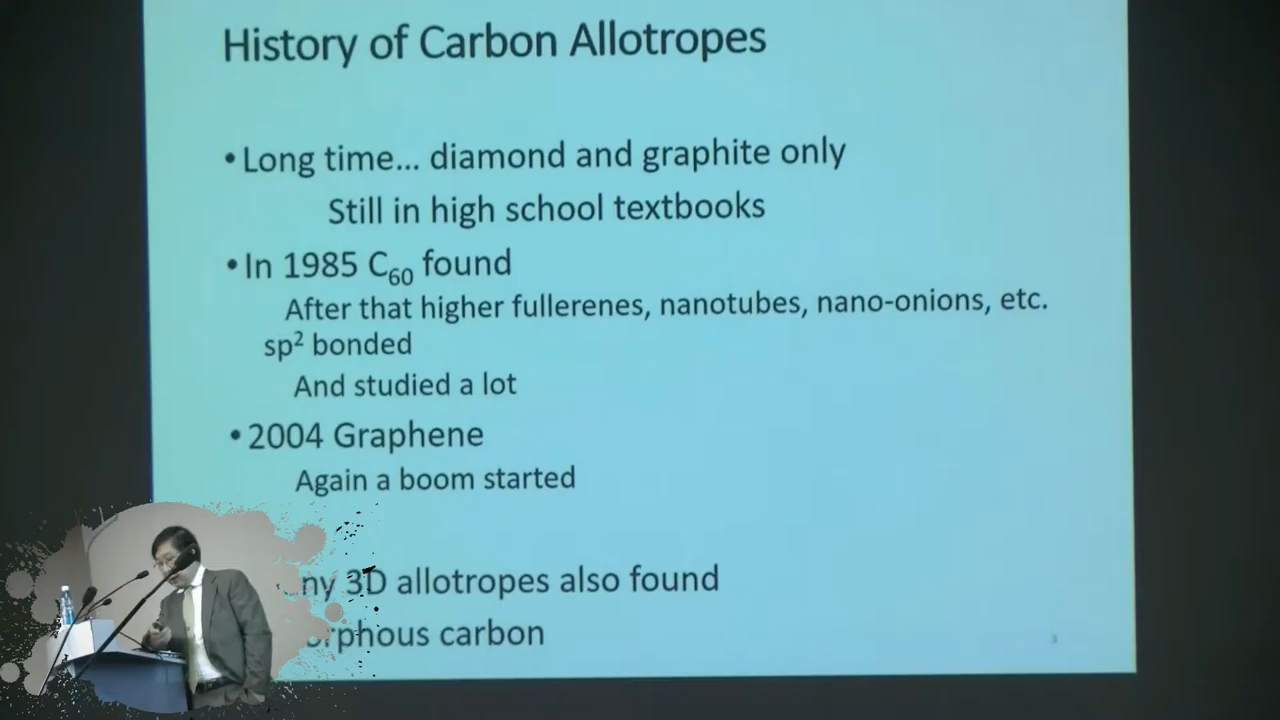 History of Carbon Allotropes
• Long time... diamond and graphite only
Still in high school textbooks
• In 1985 C₆₀ found
After that higher fullerenes, nanotubes, nano-onions, etc.
sp² bonded
And studied a lot
• 2004 Graphene
Again a boom started
3D allotropes also found
carbon